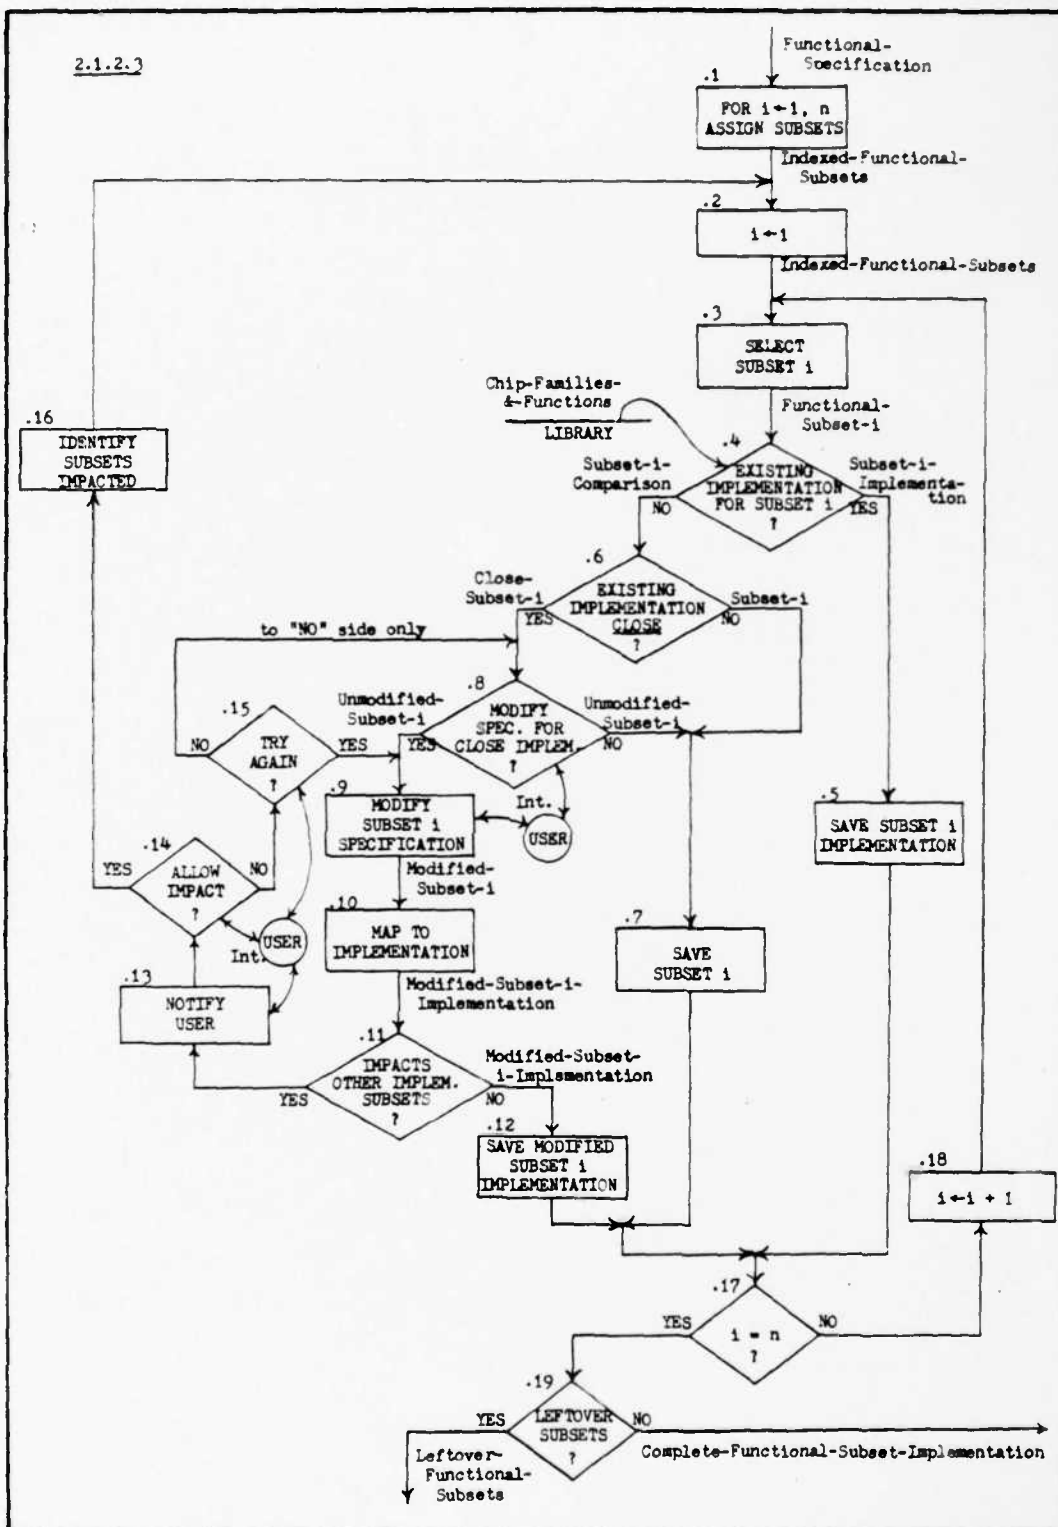 2.1.2.3
Functional-
Specification
.1
FOR i←1, n
ASSIGN SUBSETS
Indexed-Functional-
Subsets
.2
i←1
Indexed-Functional-Subsets
.3
SELECT
SUBSET i
Chip-Families-
&-Functions
LIBRARY
Functional-
Subset-i
.16
IDENTIFY
SUBSETS
IMPACTED
.4
Subset-i-
Comparison
EXISTING
IMPLEMENTATION
FOR SUBSET i
?
Subset-i-
Implementa-
tion
NO
YES
.6
Close-
Subset-i
EXISTING
IMPLEMENTATION
CLOSE
?
Subset-i
YES
NO
to "NO" side only
.8
Unmodified-
Subset-i
MODIFY
SPEC. FOR
CLOSE IMPLEM.
?
Unmodified-
Subset-i
YES
NO
.15
TRY
AGAIN
?
NO
YES
.9
MODIFY
SUBSET i
SPECIFICATION
Int.
USER
.5
SAVE SUBSET i
IMPLEMENTATION
.14
ALLOW
IMPACT
?
YES
NO
Modified-
Subset-i
.10
MAP TO
IMPLEMENTATION
USER
Int.
.7
SAVE
SUBSET i
.13
NOTIFY
USER
Modified-Subset-i-
Implementation
.11
IMPACTS
OTHER IMPLEM.
SUBSETS
?
YES
NO
Modified-Subset-
i-Implsmentation
.12
SAVE MODIFIED
SUBSET i
IMPLEMENTATION
.18
i←i + 1
.17
i = n
?
YES
NO
.19
LEFTOVER
SUBSETS
?
YES
NO
Leftover-
Functional-
Subsets
Complete-Functional-Subset-Implementation